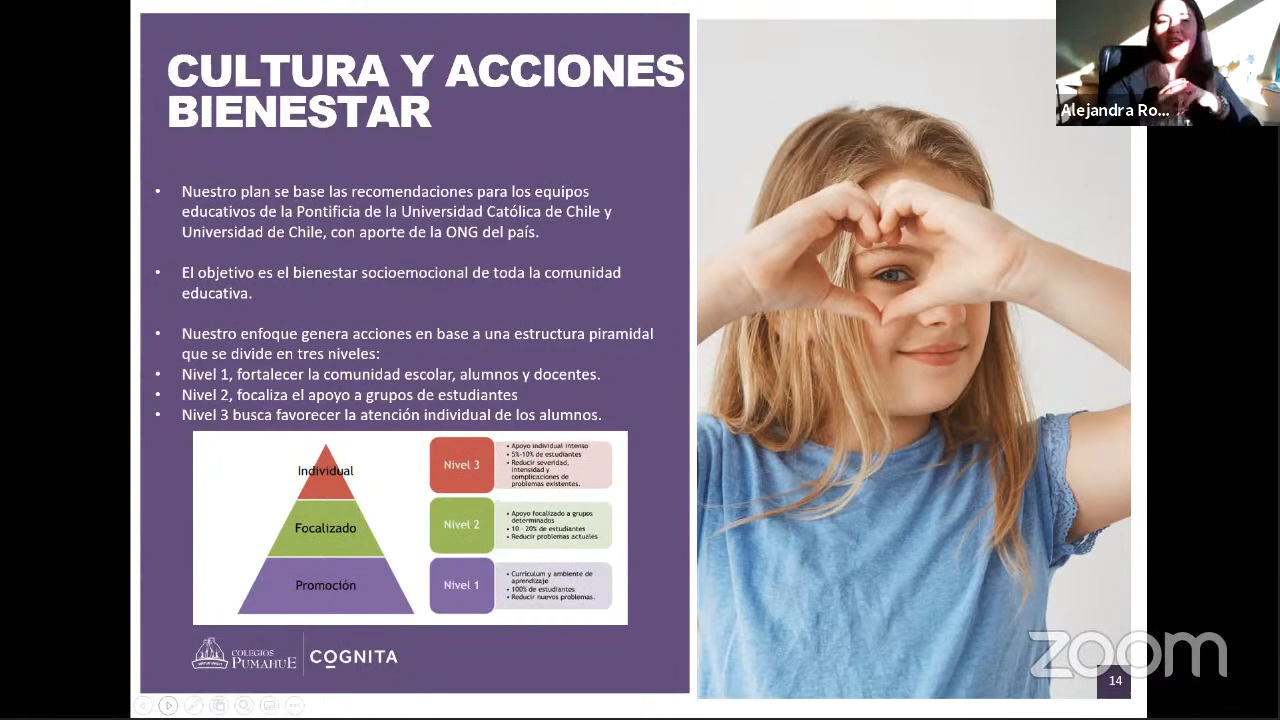 CULTURA Y ACCIONES
BIENESTAR
• Nuestro plan se base las recomendaciones para los equipos
educativos de la Pontificia de la Universidad Católica de Chile y
Universidad de Chile, con aporte de la ONG del país.
• El objetivo es el bienestar socioemocional de toda la comunidad
educativa.
• Nuestro enfoque genera acciones en base a una estructura piramidal
que se divide en tres niveles:
• Nivel 1, fortalecer la comunidad escolar, alumnos y docentes.
• Nivel 2, focaliza el apoyo a grupos de estudiantes
• Nivel 3 busca favorecer la atención individual de los alumnos.
Individual
Focalizado
Promoción
Nivel 3
• Apoyo individual intenso
• 5%-10% de estudiantes
• Reducir severidad,
intensidad y
complicaciones de
problemas existentes.
Nivel 2
• Apoyo focalizado a grupos
determinados
• 10 - 20% de estudiantes
• Reducir problemas actuales
Nivel 1
• Curriculum y ambiente de
aprendizaje
• 100% de estudiantes
• Reducir nuevos problemas.
COLEGIOS
PUMAHUE
COGNITA
Alejandra Ro...
zoom
14